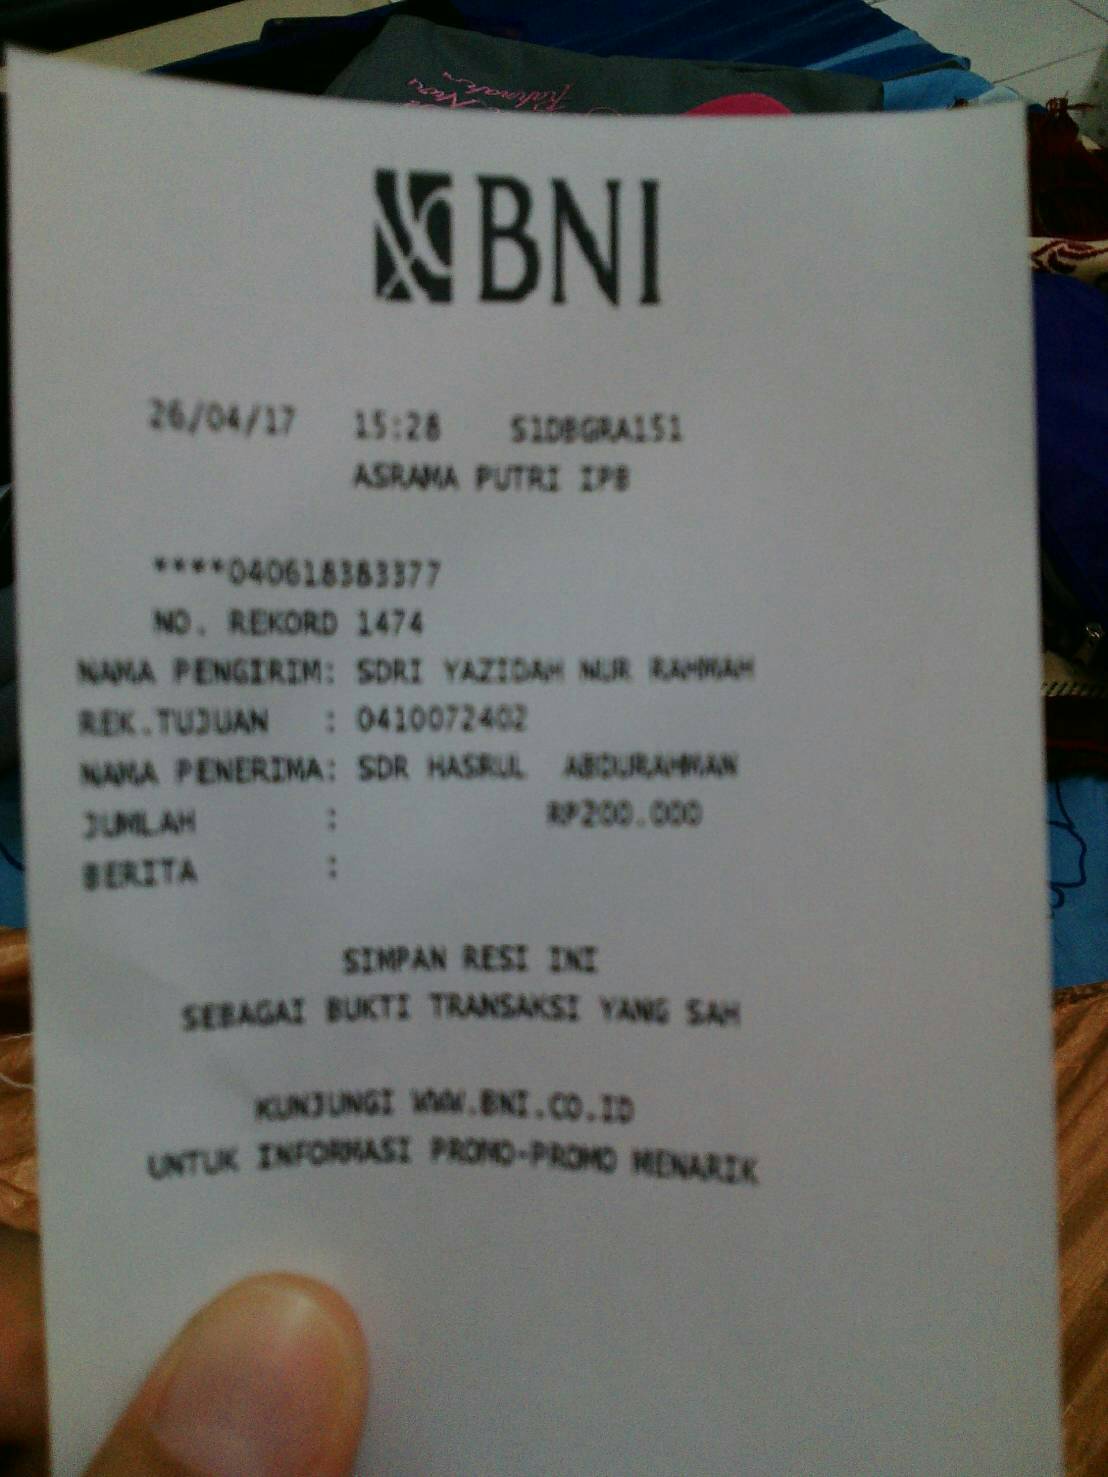 BNI
26/04/17 15:28 S1DBGRA151
ASRAMA PUTRI IPB
****040618383377
NO. REKORD 1474
NAMA PENGIRIM: SDRI YAZIDAH NUR RAHMAH
REK.TUJUAN : 0410072402
NAMA PENERIMA: SDR HASRUL ABDURAHMAN
JUMLAH : RP200.000
BERITA :
SIMPAN RESI INI
SEBAGAI BUKTI TRANSAKSI YANG SAH
KUNJUNGI WWW.BNI.CO.ID
UNTUK INFORMASI PROMO-PROMO MENARIK